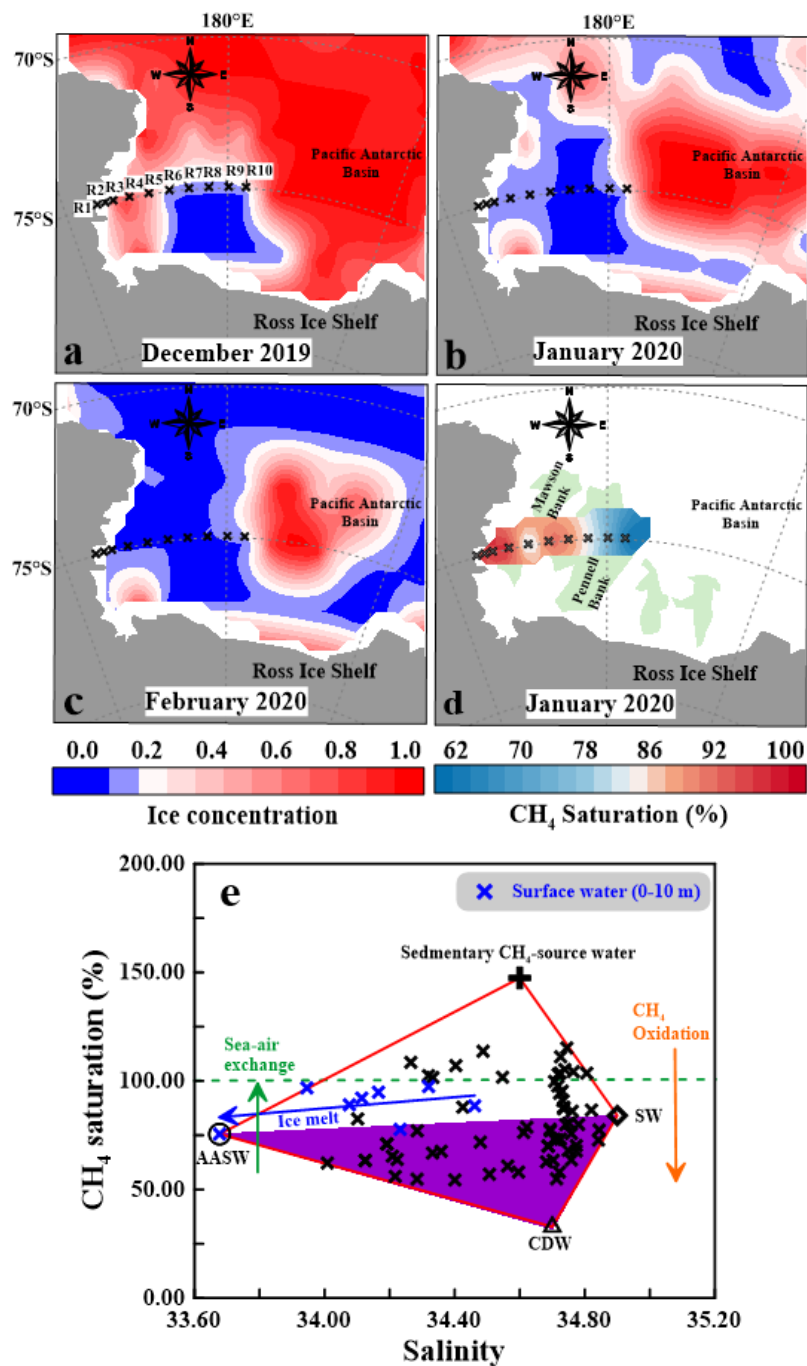 180°E
180°E
70°S
75°S
N
W E
S
Pacific Antarctic
Basin
R1 R2 R3 R4 R5 R6 R7 R8 R9 R10
Ross Ice Shelf
a
December 2019
N
W E
S
Pacific Antarctic
Basin
Ross Ice Shelf
b
January 2020
70°S
75°S
N
W E
S
Pacific Antarctic
Basin
Ross Ice Shelf
c
February 2020
N
W E
S
Mawson
Bank
Pacific Antarctic
Basin
Pennell
Bank
Ross Ice Shelf
d
January 2020
0.0 0.2 0.4 0.6 0.8 1.0
Ice concentration
62 70 78 86 92 100
CH₄ Saturation (%)
e
Surface water (0-10 m)
Sedmentary CH₄-source water
CH₄
Oxidation
Sea-air
exchange
Ice melt
AASW
SW
CDW
200.00
150.00
100.00
50.00
0.00
CH₄ saturation (%)
33.60 34.00 34.40 34.80 35.20
Salinity